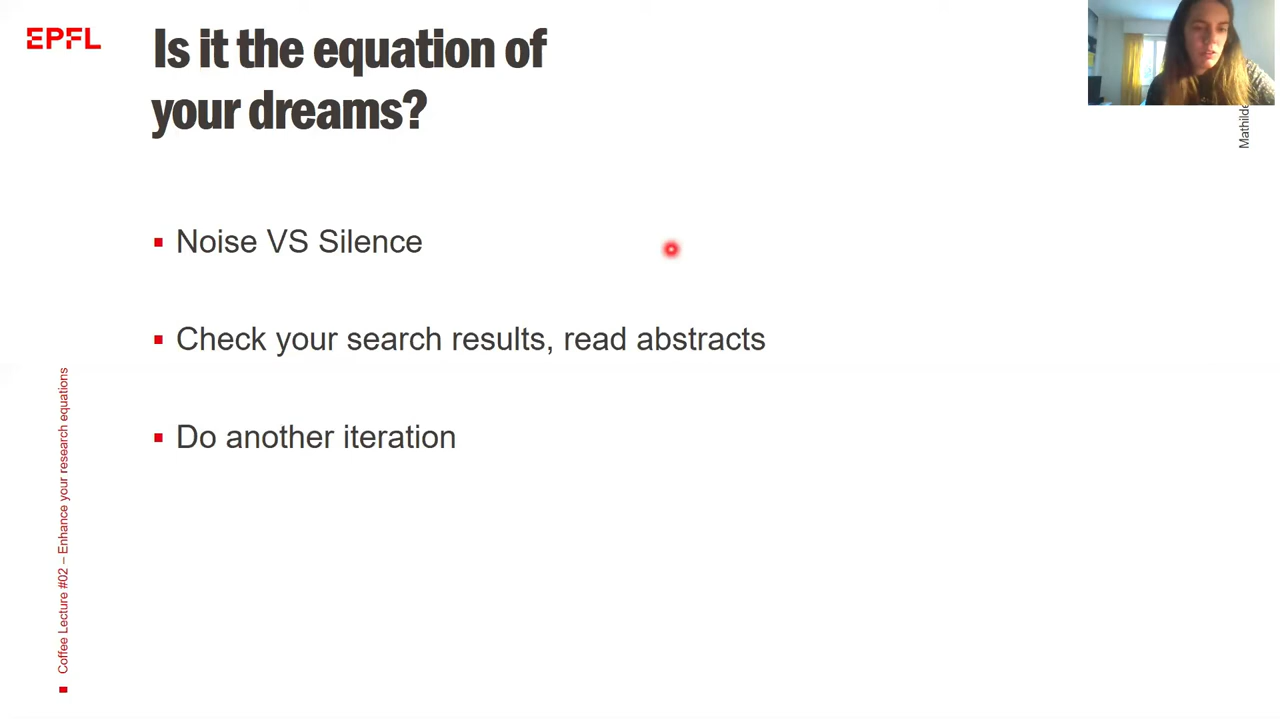 EPFL
Is it the equation of
your dreams?
Mathilde
Noise VS Silence
Check your search results, read abstracts
Do another iteration
Coffee Lecture #02 – Enhance your research equations